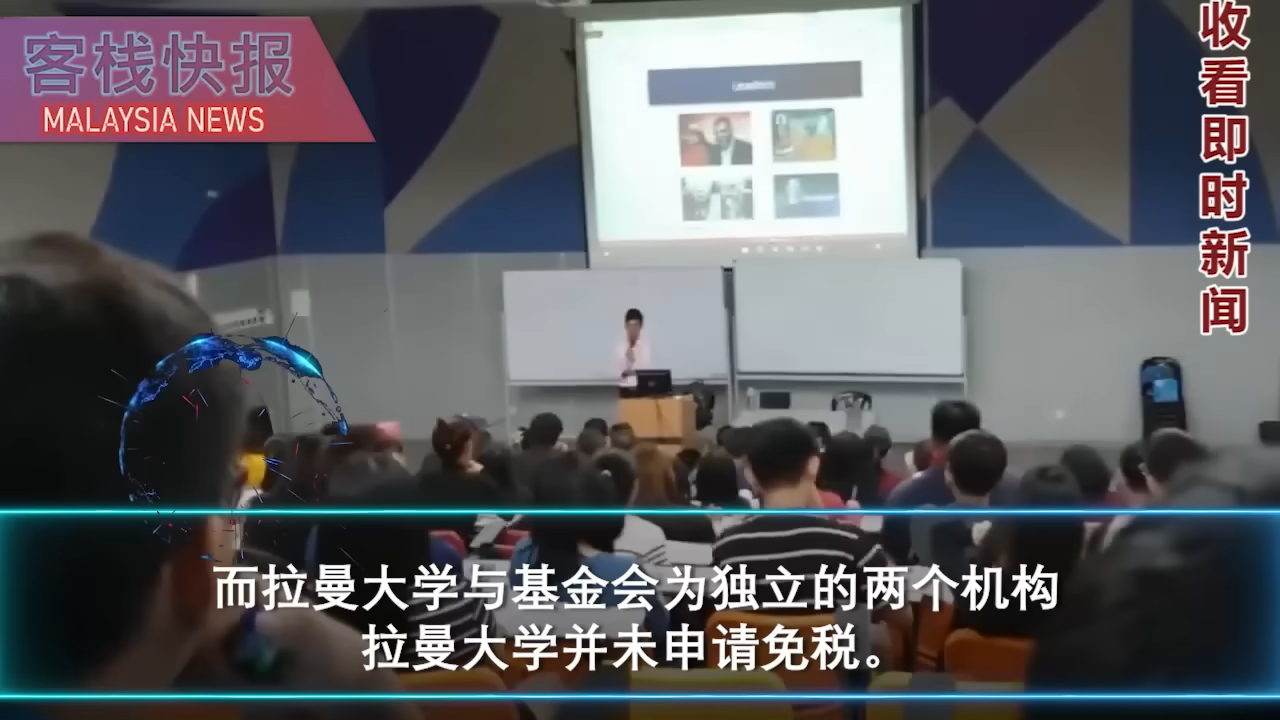 客栈快报
MALAYSIA NEWS
收看即时新闻
而拉曼大学与基金会为独立的两个机构
拉曼大学并未申请免税。